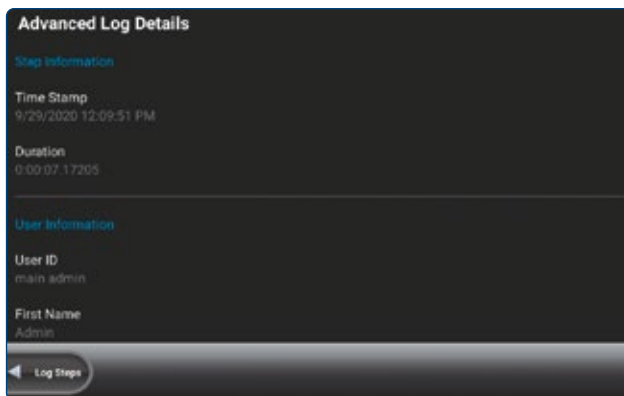 Advanced Log Details
Step Information
Time Stamp
9/29/2020 12:09:51 PM
Duration
0:00:07.17205
User Information
User ID
main admin
First Name
Admin
Log Steps